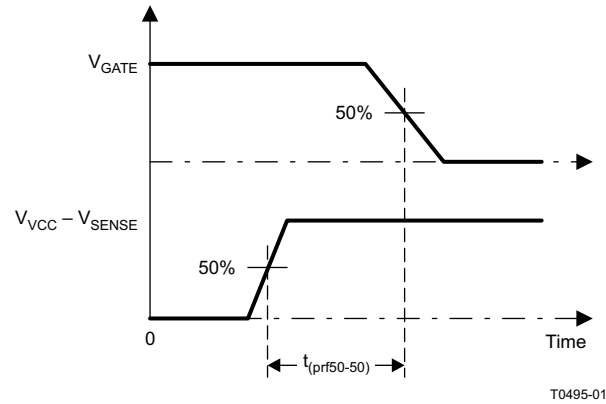 V_GATE
50%
V_VCC – V_SENSE
50%
0
Time
t_(prf50-50)
T0495-01